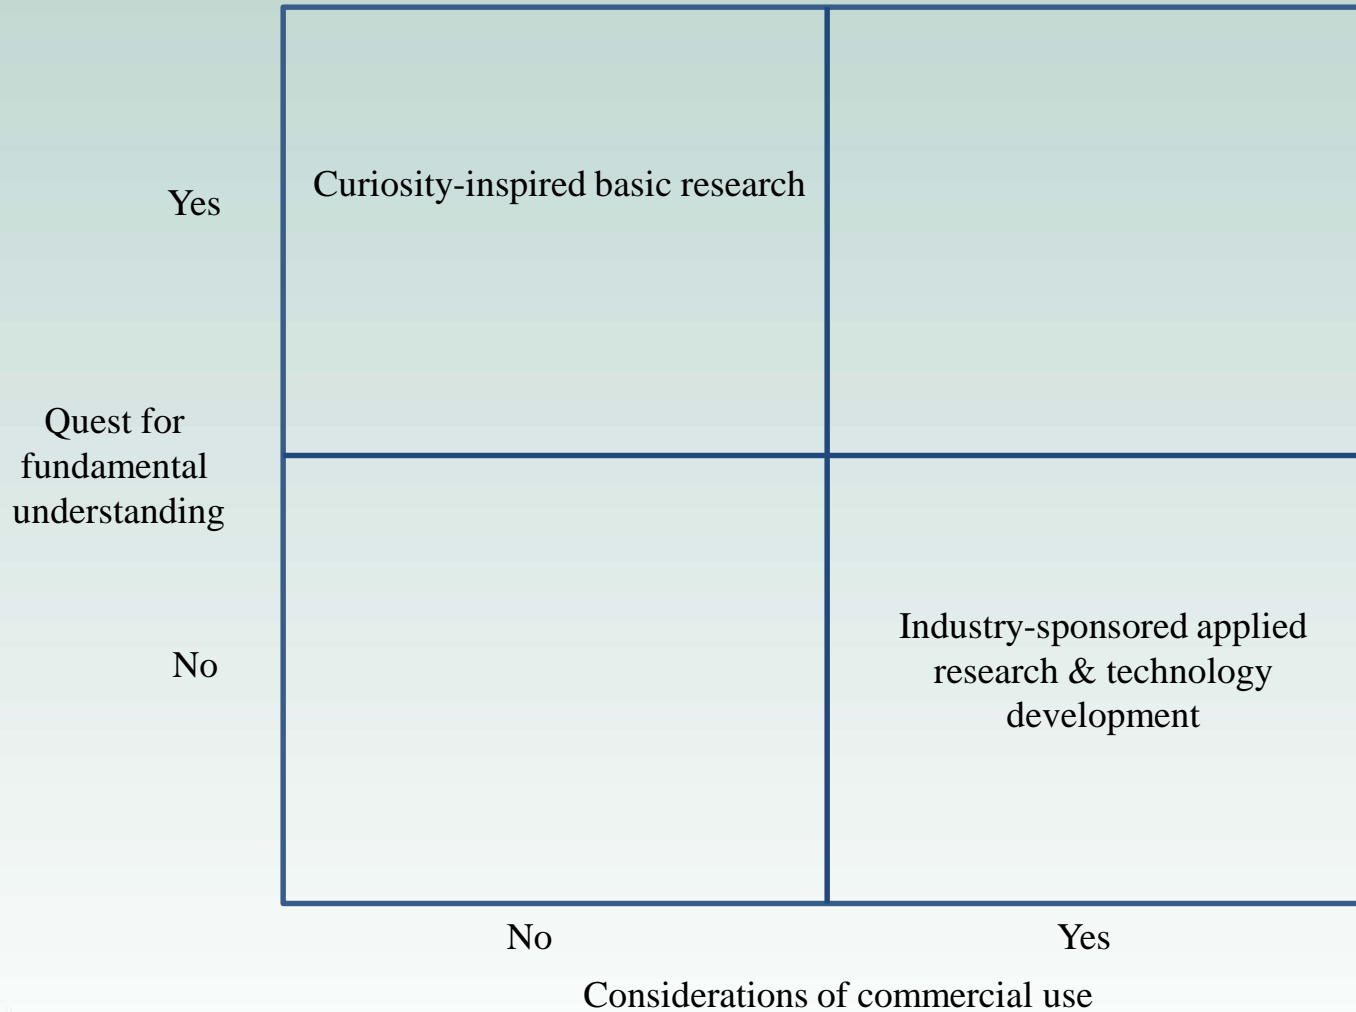 Yes
Curiosity-inspired basic research
Quest for
fundamental
understanding
No
Industry-sponsored applied
research & technology
development
No
Yes
Considerations of commercial use